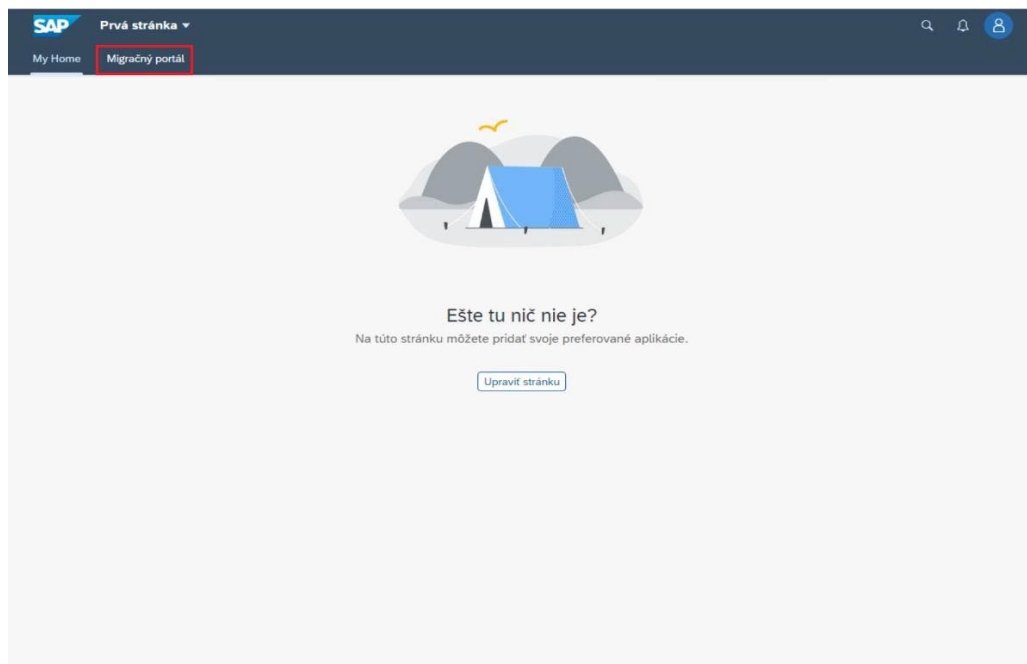 SAP Prvá stránka
My Home Migračný portál
Ešte tu nič nie je?
Na túto stránku môžete pridať svoje preferované aplikácie.
Upraviť stránku